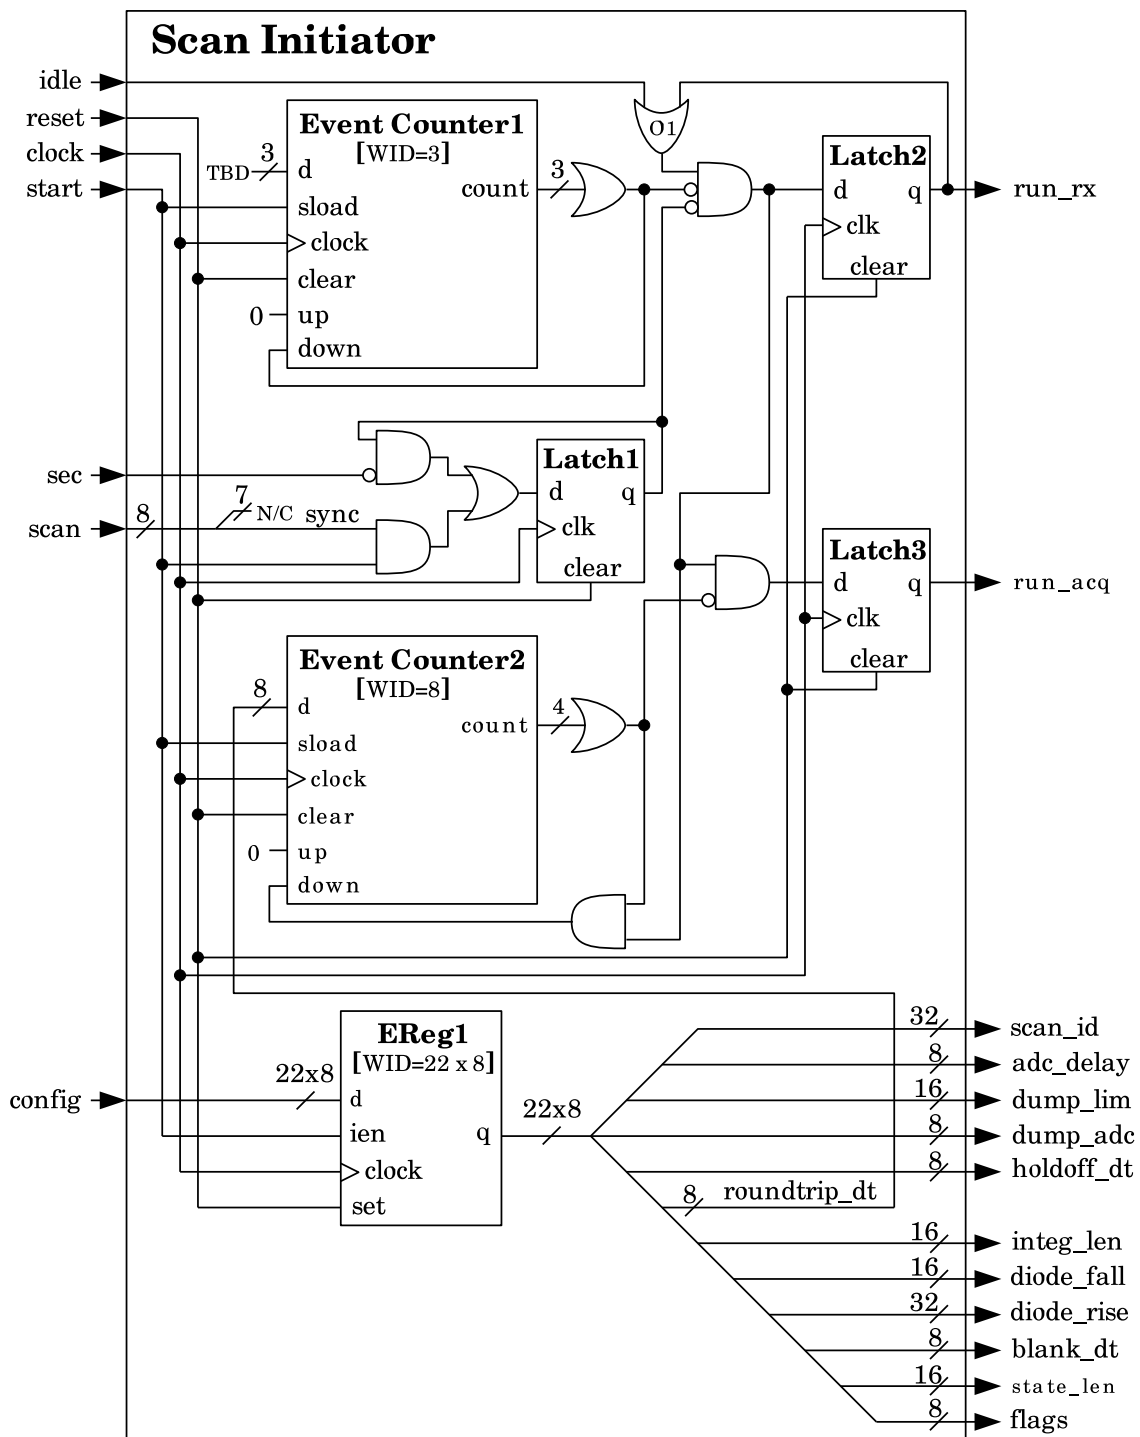 Scan Initiator
idle
reset
clock
start
O1
Event Counter1
[WID=3]
3
TBD
d
sload
clock
clear
0
up
down
count
3
Latch2
d
q
clk
clear
run_rx
sec
scan
8
7
N/C
sync
Latch1
d
q
clk
clear
Latch3
d
q
clk
clear
run_acq
Event Counter2
[WID=8]
8
d
sload
clock
clear
0
up
down
count
4
EReg1
[WID=22 x 8]
config
22x8
d
ien
clock
set
q
22x8
32
scan_id
8
adc_delay
16
dump_lim
8
dump_adc
8
holdoff_dt
8
roundtrip_dt
16
integ_len
16
diode_fall
32
diode_rise
8
blank_dt
16
state_len
8
flags